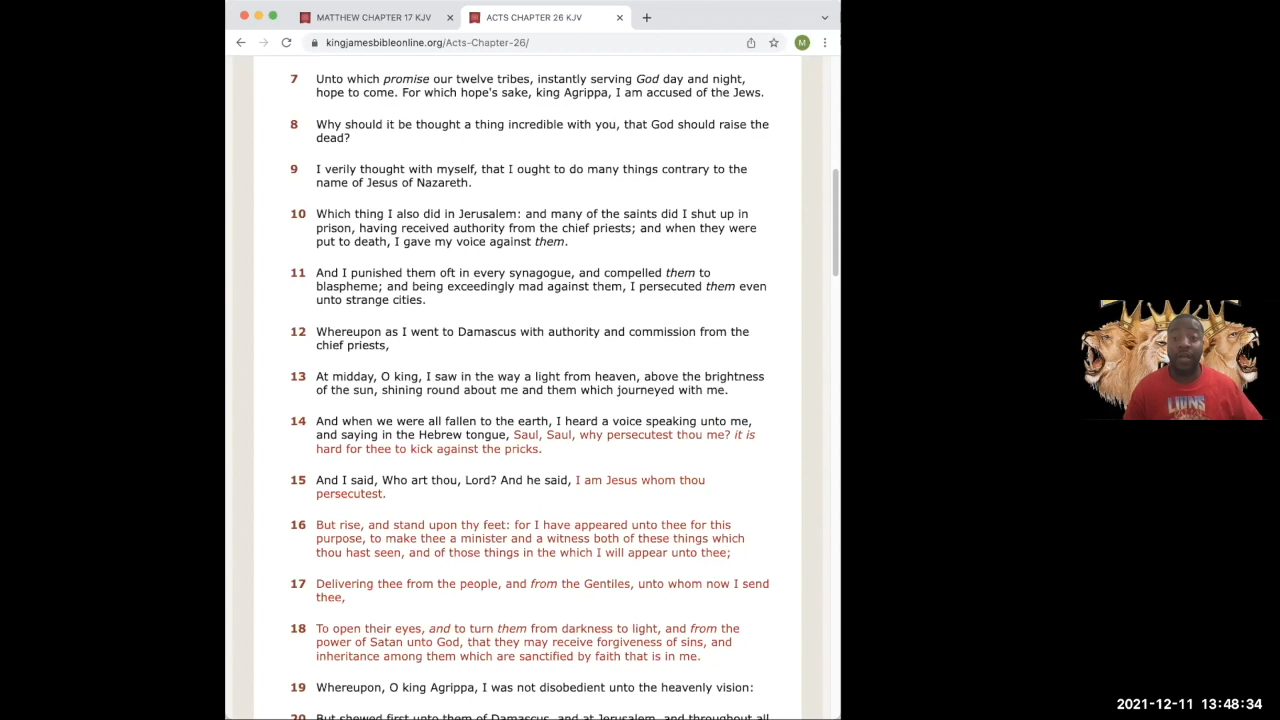 MATTHEW CHAPTER 17 KJV
ACTS CHAPTER 26 KJV
kingjamesbibleonline.org/Acts-Chapter-26/
M
7 Unto which promise our twelve tribes, instantly serving God day and night,
hope to come. For which hope's sake, king Agrippa, I am accused of the Jews.
8 Why should it be thought a thing incredible with you, that God should raise the
dead?
9 I verily thought with myself, that I ought to do many things contrary to the
name of Jesus of Nazareth.
10 Which thing I also did in Jerusalem: and many of the saints did I shut up in
prison, having received authority from the chief priests; and when they were
put to death, I gave my voice against them.
11 And I punished them oft in every synagogue, and compelled them to
blaspheme; and being exceedingly mad against them, I persecuted them even
unto strange cities.
12 Whereupon as I went to Damascus with authority and commission from the
chief priests,
13 At midday, O king, I saw in the way a light from heaven, above the brightness
of the sun, shining round about me and them which journeyed with me.
14 And when we were all fallen to the earth, I heard a voice speaking unto me,
and saying in the Hebrew tongue, Saul, Saul, why persecutest thou me? it is
hard for thee to kick against the pricks.
15 And I said, Who art thou, Lord? And he said, I am Jesus whom thou
persecutest.
16 But rise, and stand upon thy feet: for I have appeared unto thee for this
purpose, to make thee a minister and a witness both of these things which
thou hast seen, and of those things in the which I will appear unto thee;
17 Delivering thee from the people, and from the Gentiles, unto whom now I send
thee,
18 To open their eyes, and to turn them from darkness to light, and from the
power of Satan unto God, that they may receive forgiveness of sins, and
inheritance among them which are sanctified by faith that is in me.
19 Whereupon, O king Agrippa, I was not disobedient unto the heavenly vision:
20 But shewed first unto them of Damascus, and at Jerusalem, and throughout all
LIONS
2021-12-11 13:48:34